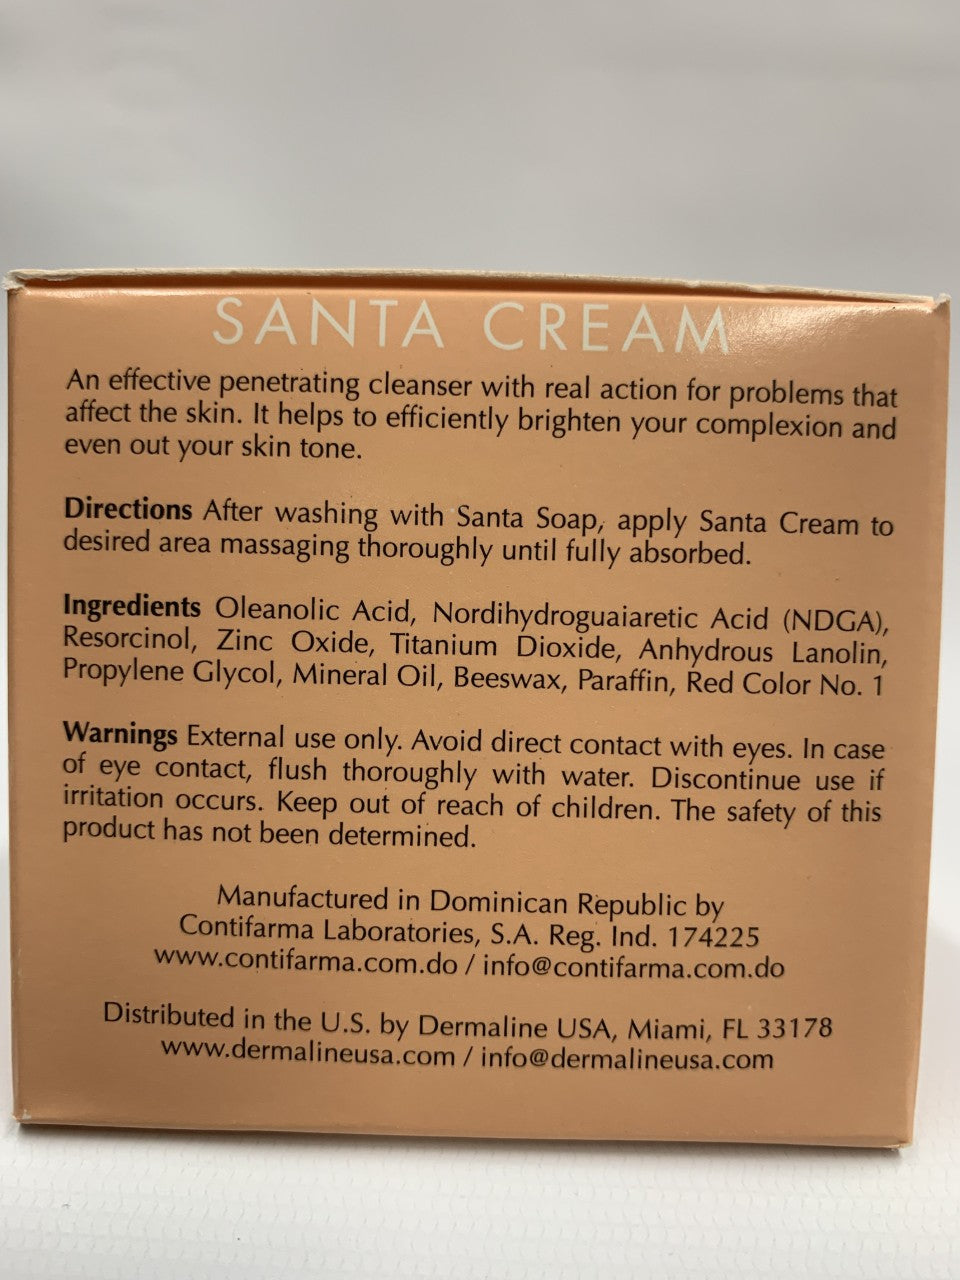 SANTA CREAM
An effective penetrating cleanser with real action for problems that
affect the skin. It helps to efficiently brighten your complexion and
even out your skin tone.
Directions After washing with Santa Soap, apply Santa Cream to
desired area massaging thoroughly until fully absorbed.
Ingredients Oleanolic Acid, Nordihydroguaiaretic Acid (NDGA),
Resorcinol, Zinc Oxide, Titanium Dioxide, Anhydrous Lanolin,
Propylene Glycol, Mineral Oil, Beeswax, Paraffin, Red Color No. 1
Warnings External use only. Avoid direct contact with eyes. In case
of eye contact, flush thoroughly with water. Discontinue use if
irritation occurs. Keep out of reach of children. The safety of this
product has not been determined.
Manufactured in Dominican Republic by
Contifarma Laboratories, S.A. Reg. Ind. 174225
www.contifarma.com.do / info@contifarma.com.do
Distributed in the U.S. by Dermaline USA, Miami, FL 33178
www.dermalineusa.com / info@dermalineusa.com